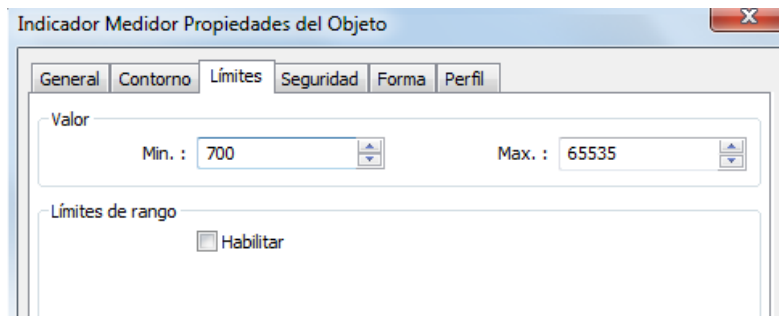 Indicador Medidor Propiedades del Objeto
General Contorno Límites Seguridad Forma Perfil
Valor
Min. : 700 Max. : 65535
Límites de rango
Habilitar